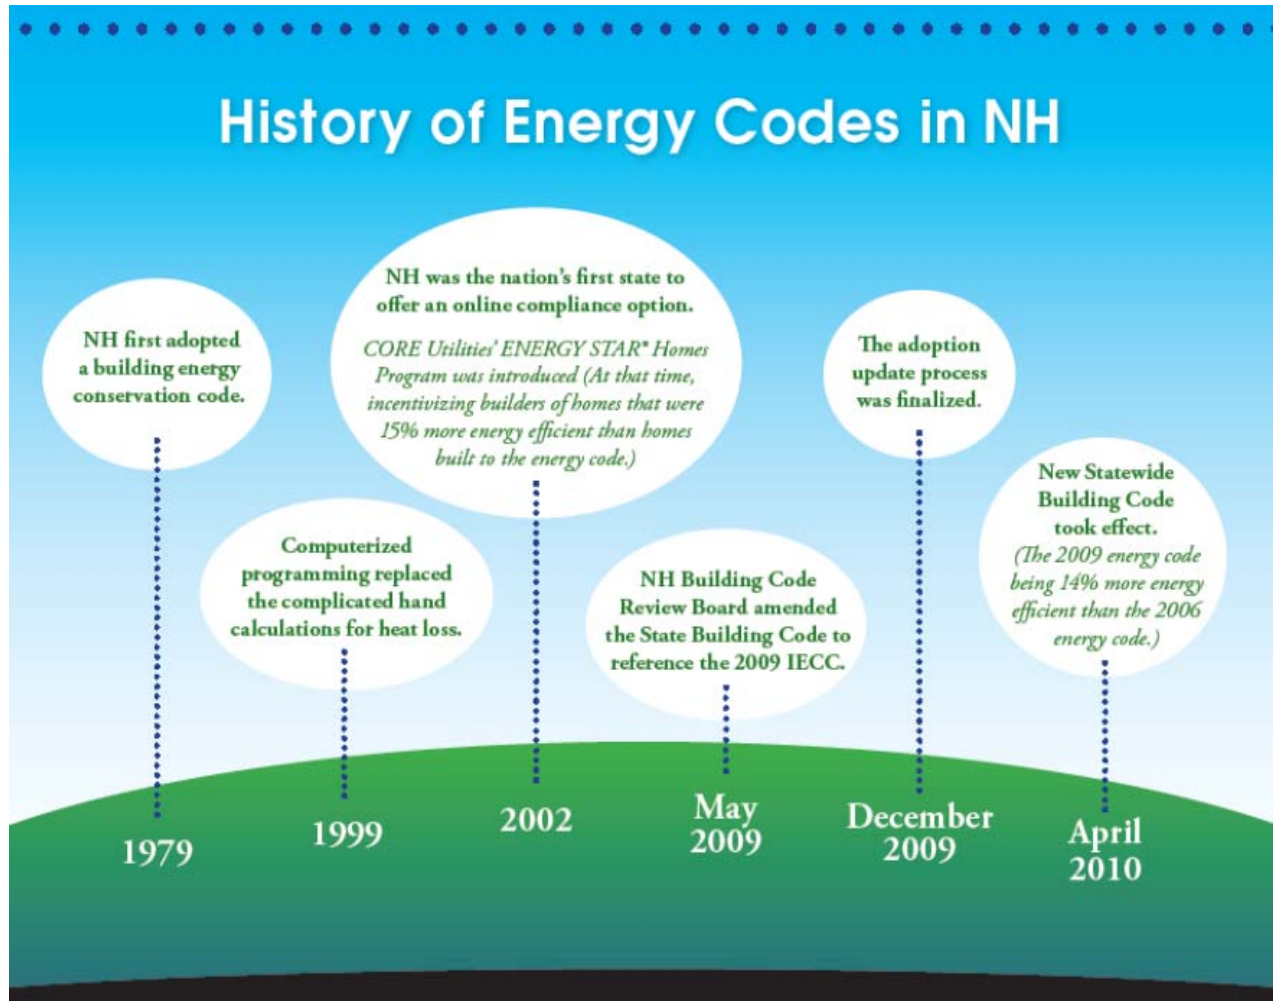 History of Energy Codes in NH
NH first adopted
a building energy
conservation code.
1979
Computerized
programming replaced
the complicated hand
calculations for heat loss.
1999
NH was the nation's first state to
offer an online compliance option.
CORE Utilities' ENERGY STAR® Homes
Program was introduced (At that time,
incentivizing builders of homes that were
15% more energy efficient than homes
built to the energy code.)
2002
NH Building Code
Review Board amended
the State Building Code to
reference the 2009 IECC.
May
2009
The adoption
update process
was finalized.
December
2009
New Statewide
Building Code
took effect.
(The 2009 energy code
being 14% more energy
efficient than the 2006
energy code.)
April
2010